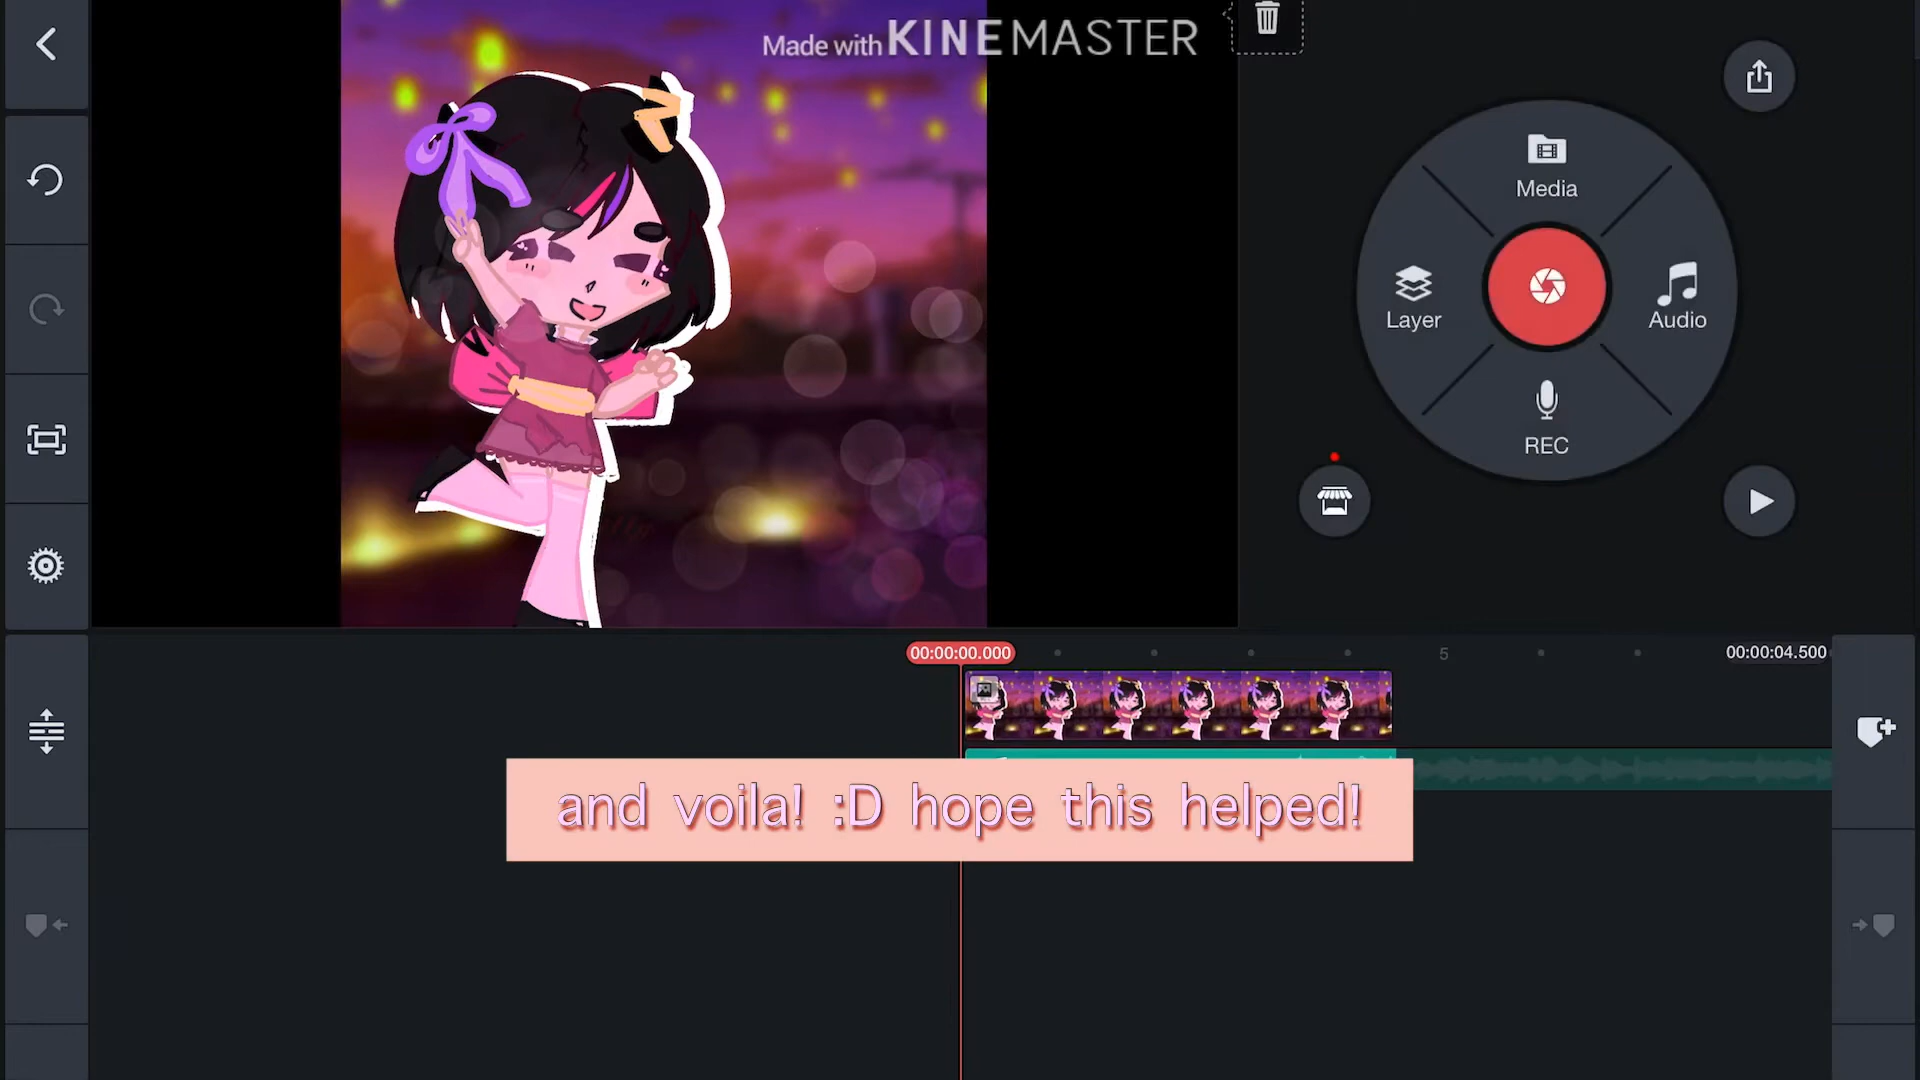 Made with KINEMASTER
Media
Layer
Audio
REC
00:00:00.000
5
00:00:04.500
and voila! :D hope this helped!